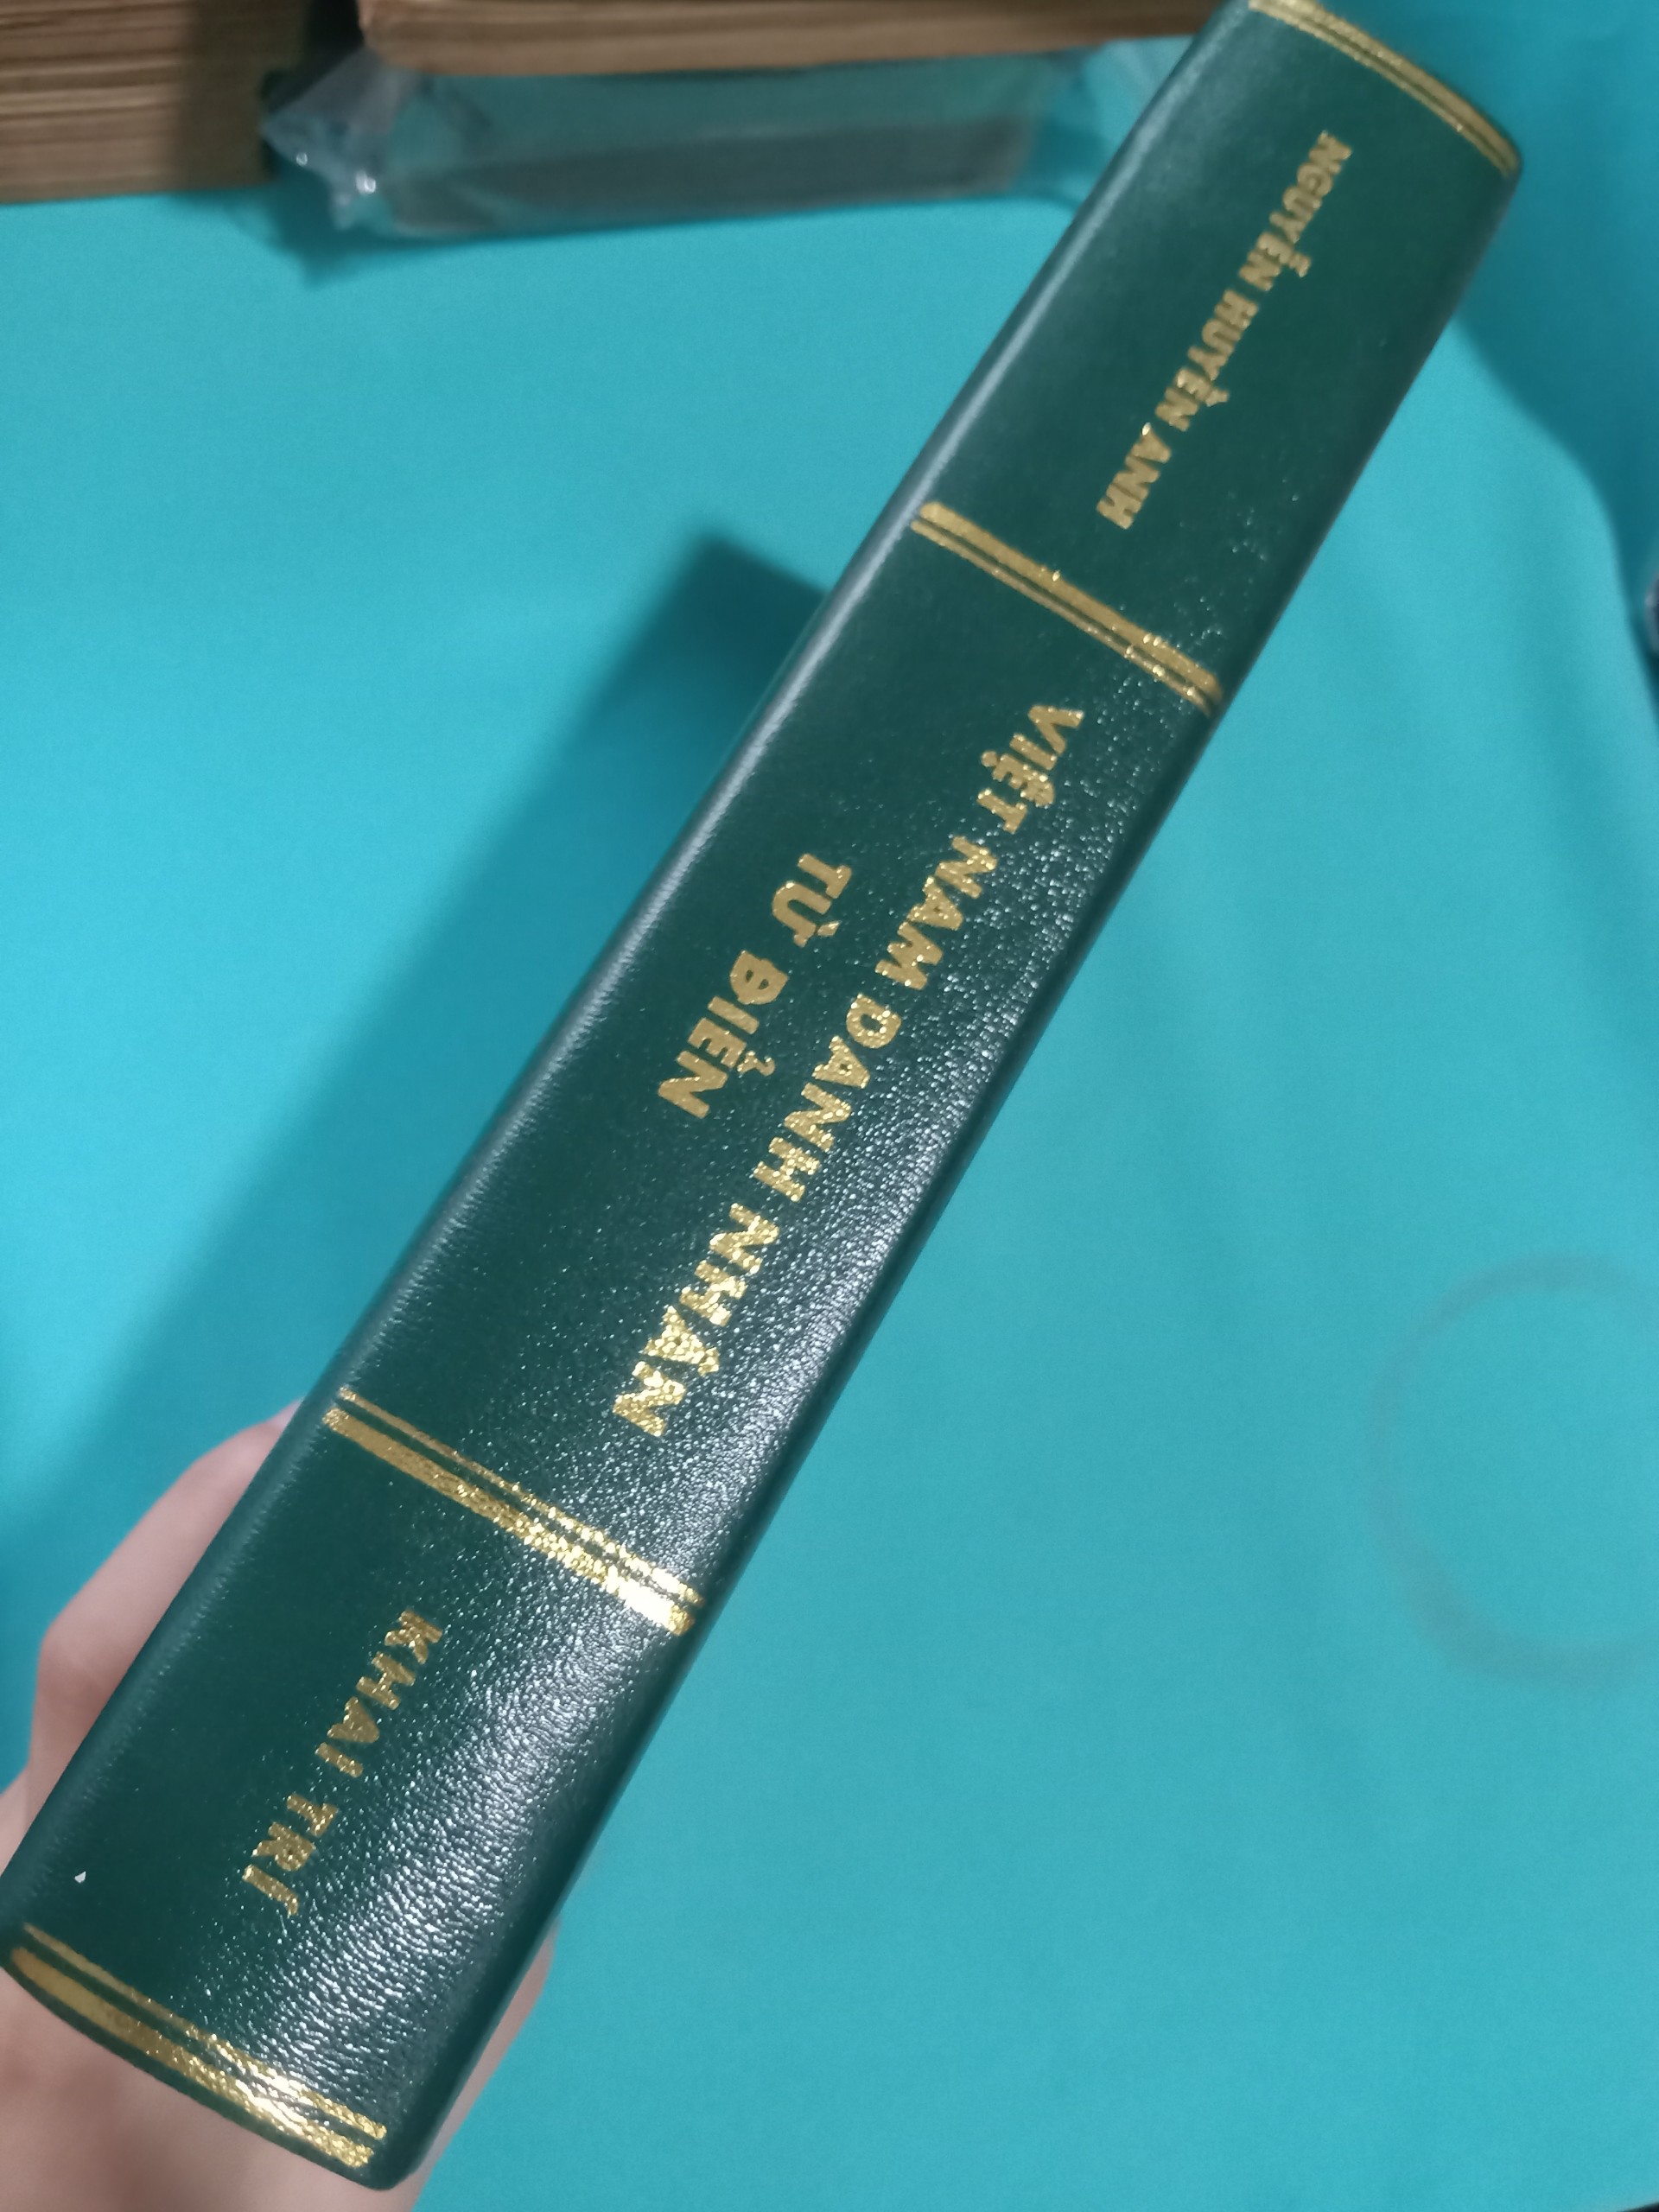 NGUYỄN HUYỀN ANH
VIỆT NAM DANH NHÂN
TỪ ĐIỂN
KHAI TRÍ